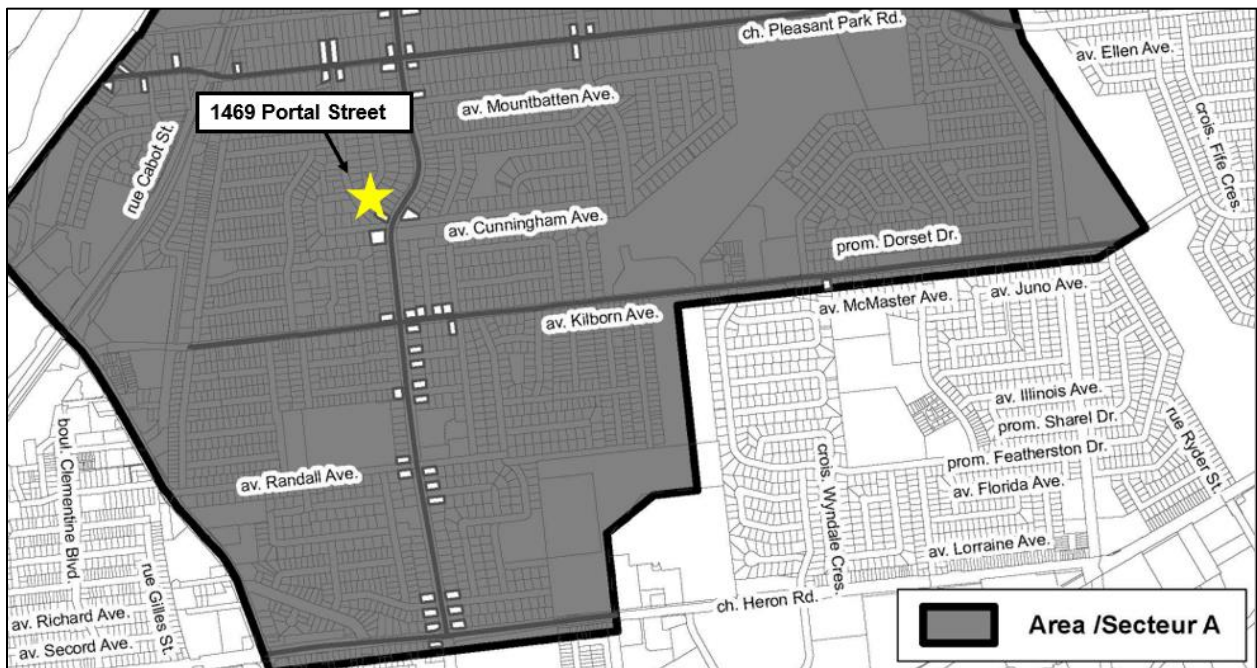 ch. Pleasant Park Rd.
av. Ellen Ave.
av. Mountbatten Ave.
1469 Portal Street
rue Cabot St.
crois. Fife Cres.
av. Cunningham Ave.
prom. Dorset Dr.
av. Juno Ave.
av. McMaster Ave.
av. Kilborn Ave.
av. Illinois Ave.
prom. Sharel Dr.
rue Ryder St.
boul. Clementine Blvd.
prom. Featherston Dr.
av. Randall Ave.
crois. Wyndale Cres.
av. Florida Ave.
rue Gilles St.
av. Lorraine Ave.
ch. Heron Rd.
av. Richard Ave.
av. Secord Ave.
Area /Secteur A